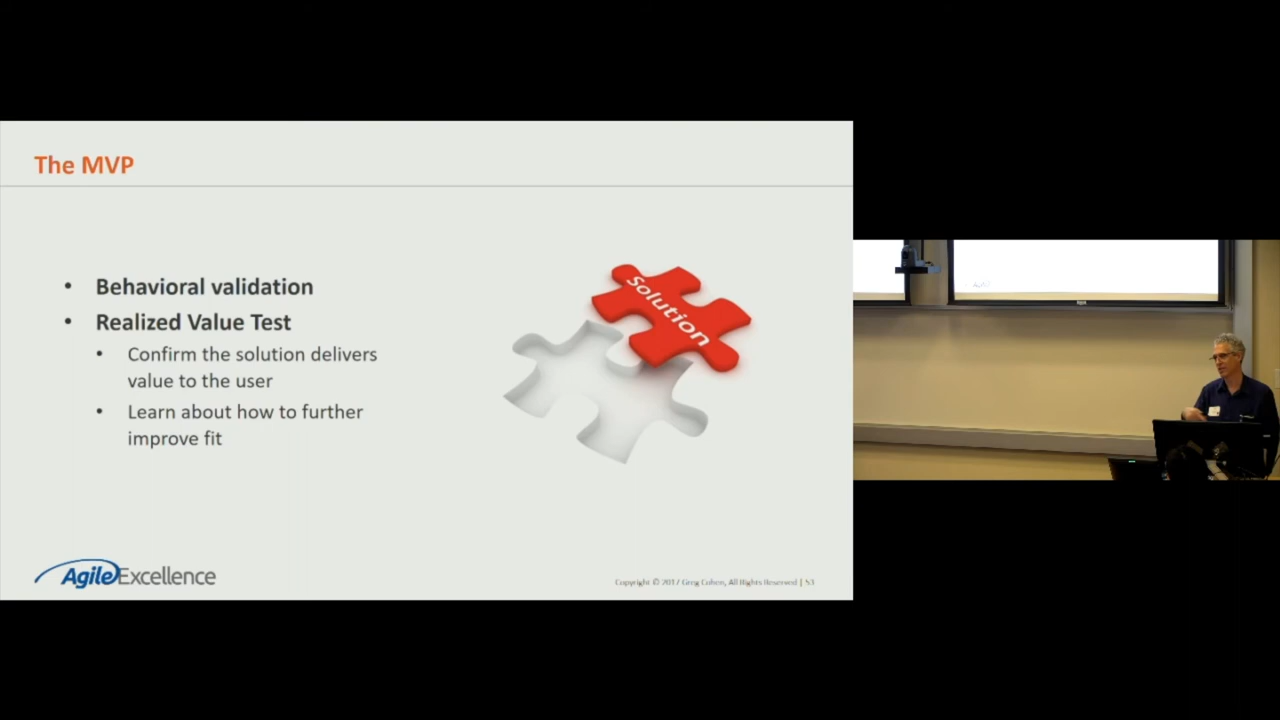 The MVP
• Behavioral validation
• Realized Value Test
• Confirm the solution delivers
value to the user
• Learn about how to further
improve fit
Solution
AgileExcellence
Copyright © 2017 Greg Cohen, All Rights Reserved | 53